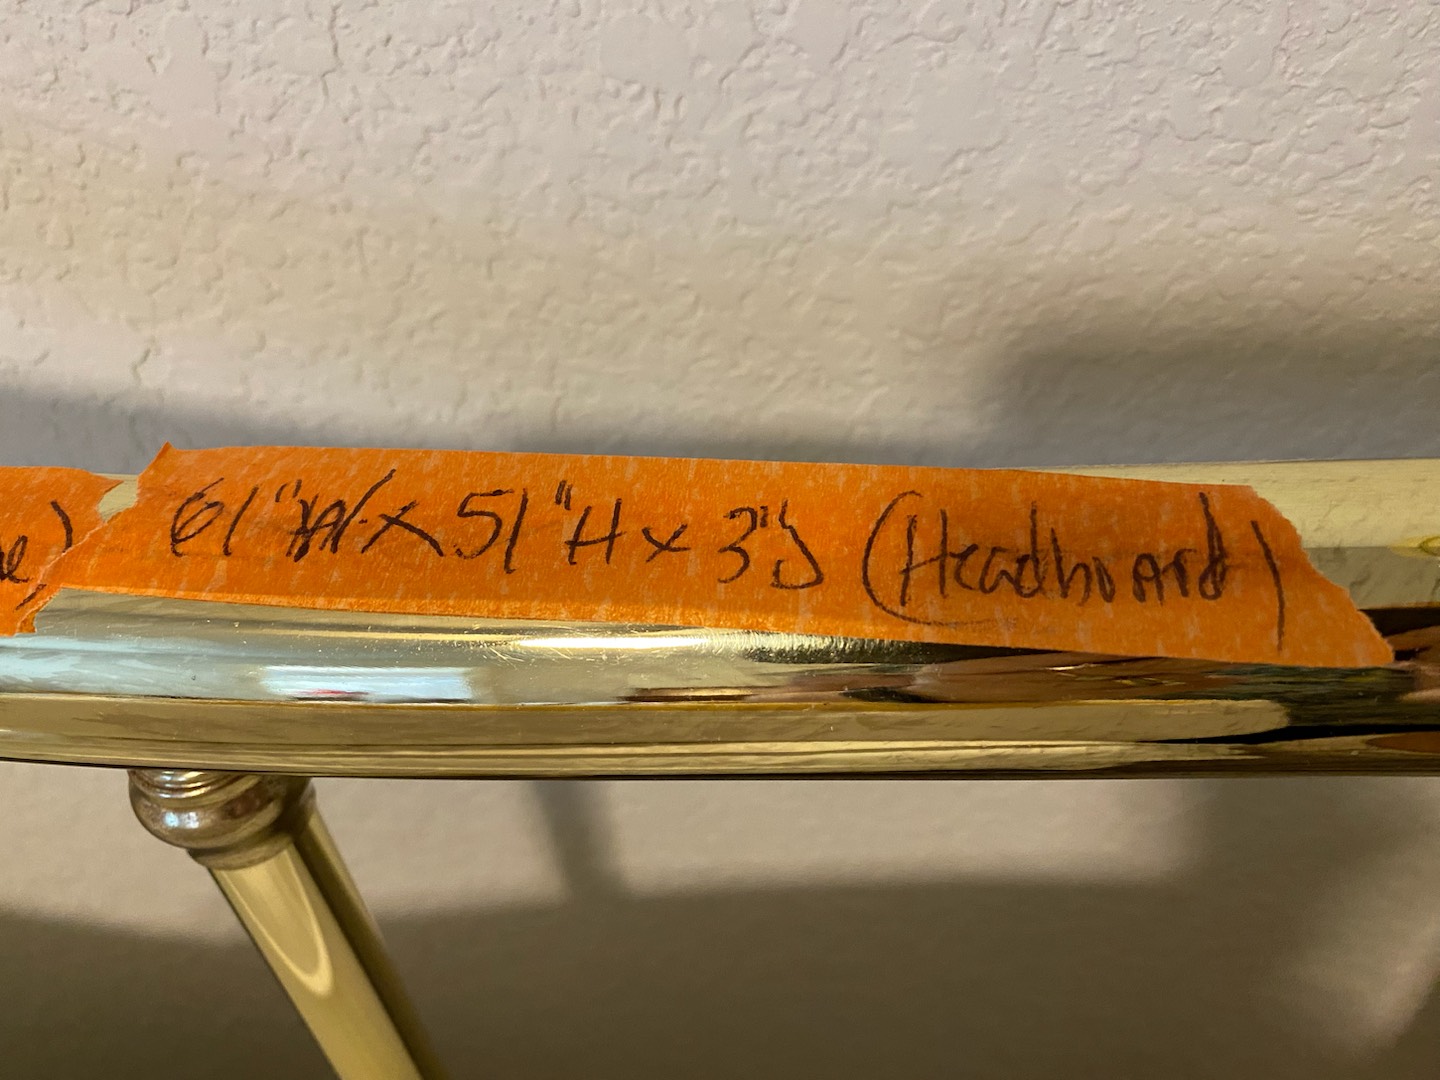 61"W x 51"H x 3"D (Headboard)